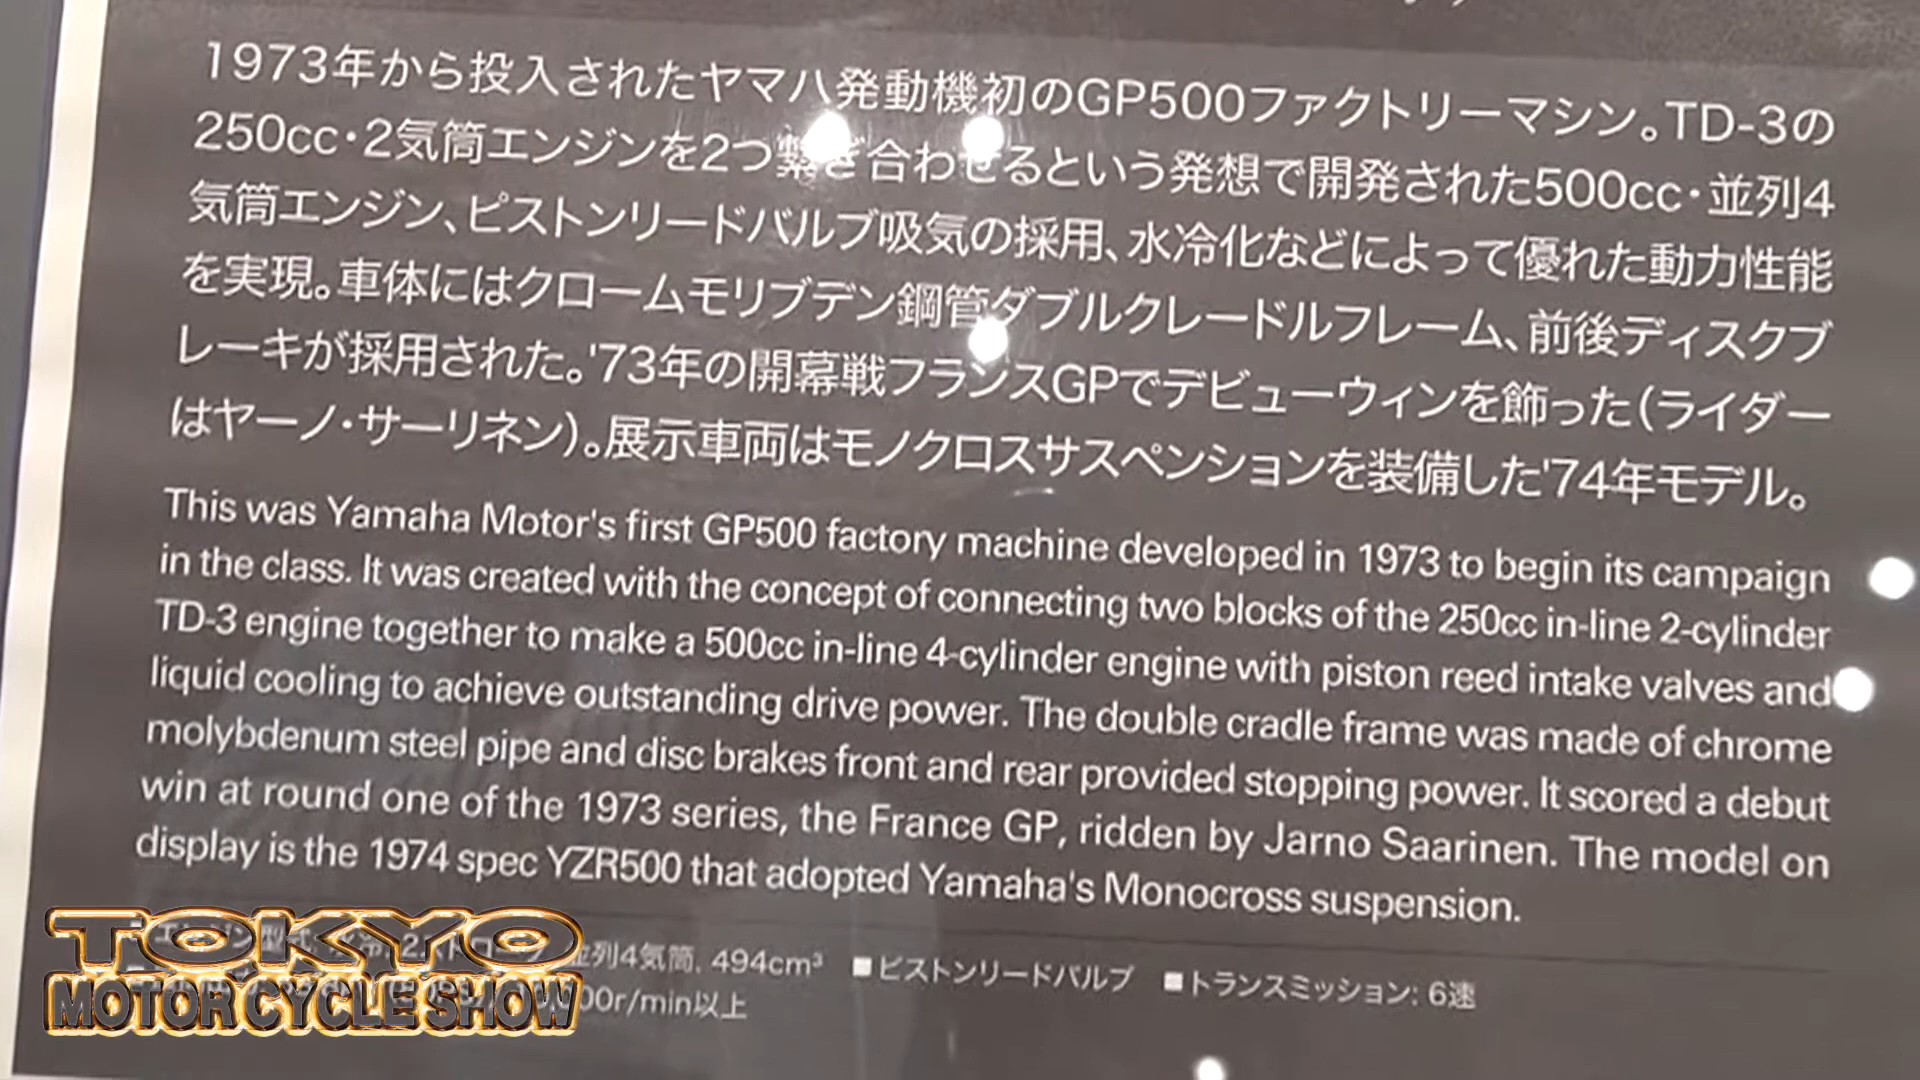 1973年から投入されたヤマハ発動機初のGP500ファクトリーマシン。TD-3の
250cc・2気筒エンジンを2つ繋ぎ合わせるという発想で開発された500cc・並列4
気筒エンジン、ピストンリードバルブ吸気の採用、水冷化などによって優れた動力性能
を実現。車体にはクロームモリブデン鋼管ダブルクレードルフレーム、前後ディスクブ
レーキが採用された。'73年の開幕戦フランスGPでデビューウィンを飾った（ライダー
はヤーノ・サーリネン）。展示車両はモノクロスサスペンションを装備した'74年モデル。
This was Yamaha Motor's first GP500 factory machine developed in 1973 to begin its campaign
in the class. It was created with the concept of connecting two blocks of the 250cc in-line 2-cylinder
TD-3 engine together to make a 500cc in-line 4-cylinder engine with piston reed intake valves and
liquid cooling to achieve outstanding drive power. The double cradle frame was made of chrome
molybdenum steel pipe and disc brakes front and rear provided stopping power. It scored a debut
win at round one of the 1973 series, the France GP, ridden by Jarno Saarinen. The model on
display is the 1974 spec YZR500 that adopted Yamaha's Monocross suspension.
並列4気筒, 494cm³ ■ピストンリードバルブ ■トランスミッション: 6速
00r/min以上
TOKYO
MOTOR CYCLE SHOW